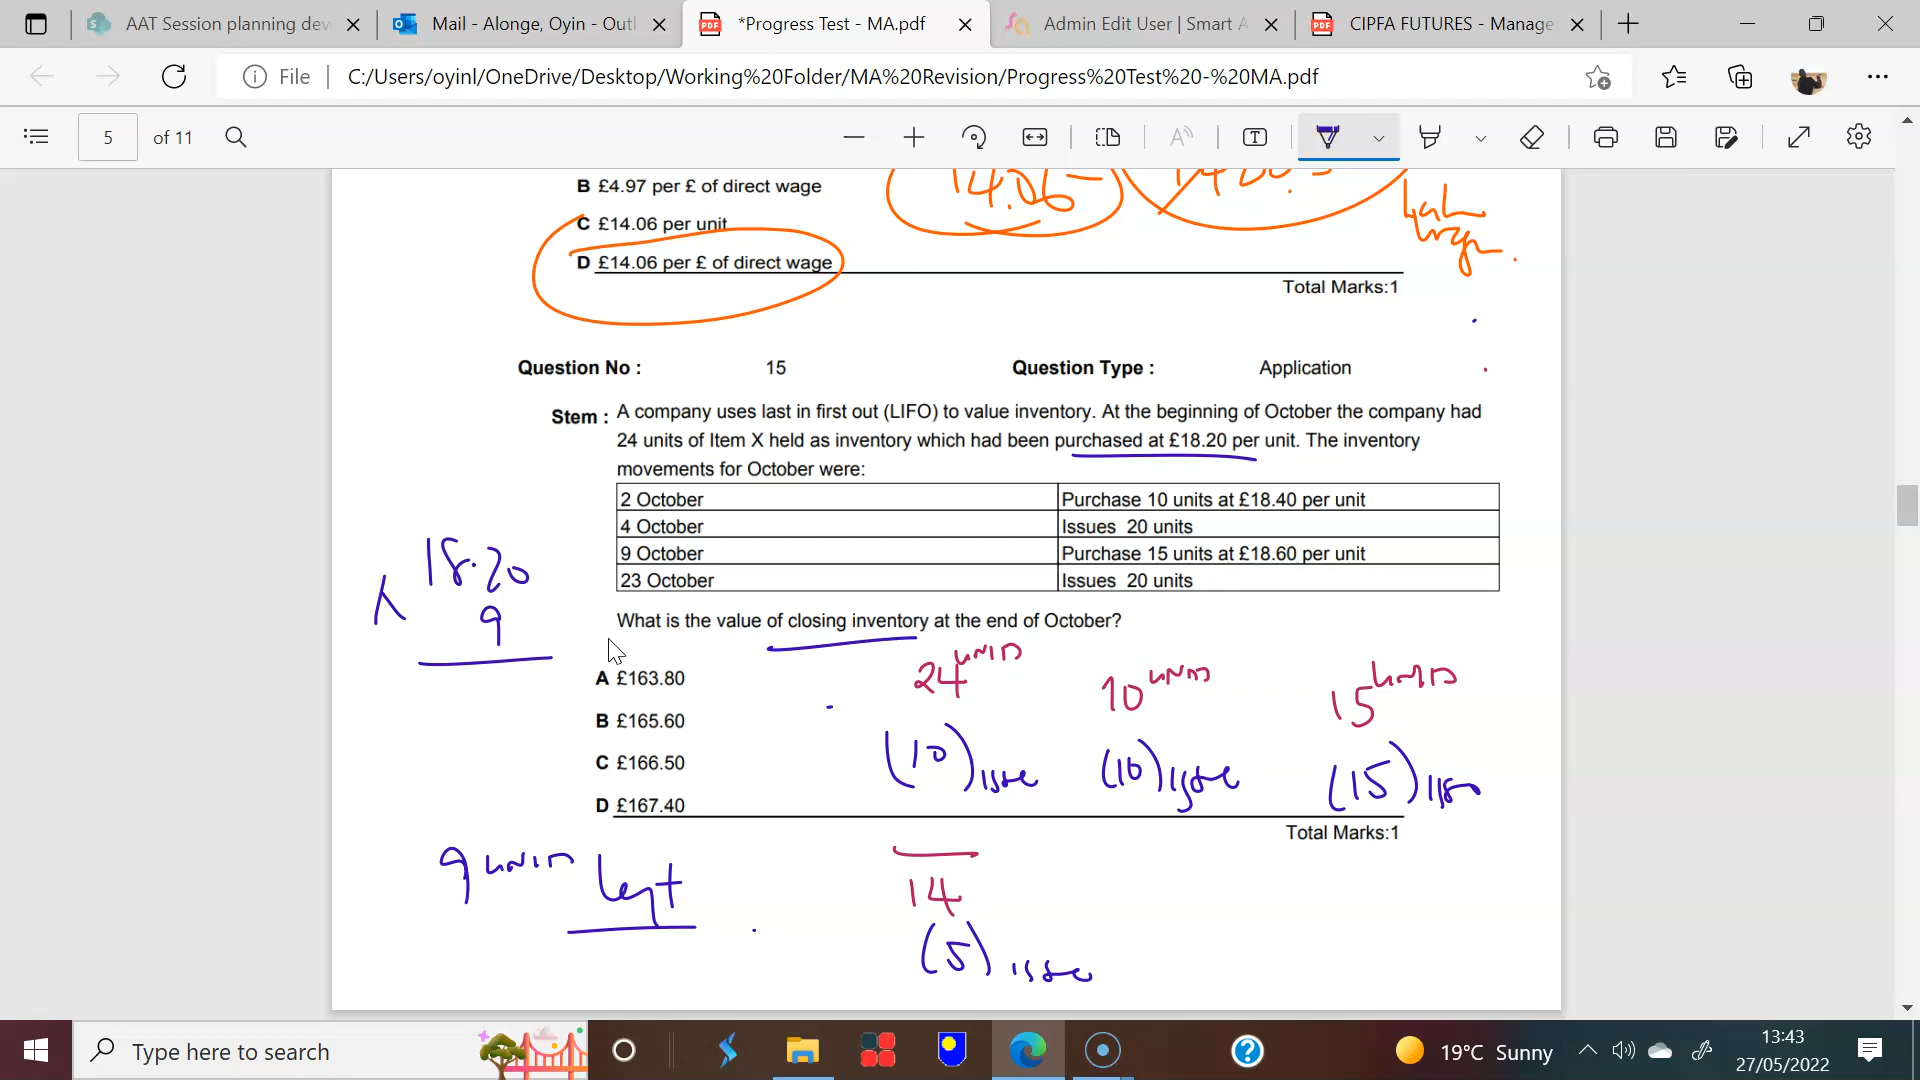 AAT Session planning dev
Mail - Alonge, Oyin - Outl
*Progress Test - MA.pdf
Admin Edit User | Smart A
CIPFA FUTURES - Manage
File
C:/Users/oyinl/OneDrive/Desktop/Working%20Folder/MA%20Revision/Progress%20Test%20-%20MA.pdf
5 of 11
B £4.97 per £ of direct wage
14.06
C £14.06 per unit
D £14.06 per £ of direct wage
Total Marks:1
Question No : 15 Question Type : Application
Stem : A company uses last in first out (LIFO) to value inventory. At the beginning of October the company had
24 units of Item X held as inventory which had been purchased at £18.20 per unit. The inventory
movements for October were:
2 October Purchase 10 units at £18.40 per unit
4 October Issues 20 units
9 October Purchase 15 units at £18.60 per unit
23 October Issues 20 units
18.20
9
What is the value of closing inventory at the end of October?
A £163.80
B £165.60
C £166.50
D £167.40
24 units 10 units 15 units
(10) issue (10) issue (15) issue
Total Marks:1
9 units left
14
(5) issue
Type here to search
19°C Sunny
13:43
27/05/2022